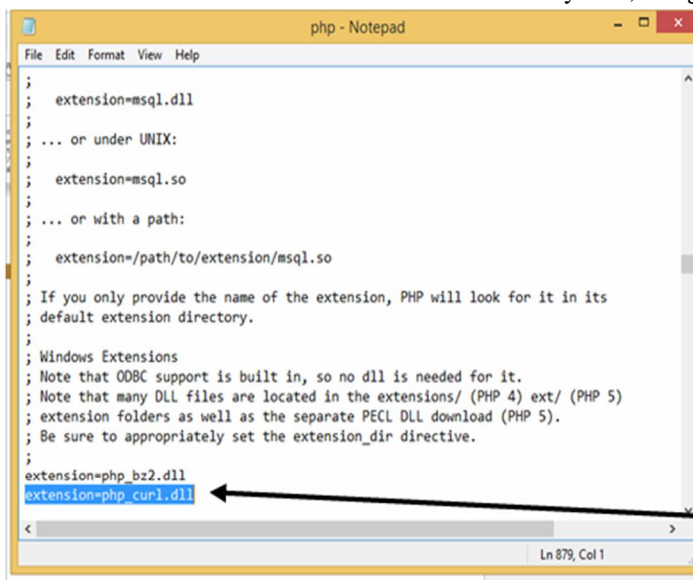 php - Notepad
File Edit Format View Help
;
;   extension=msql.dll
;
; ... or under UNIX:
;
;   extension=msql.so
;
; ... or with a path:
;
;   extension=/path/to/extension/msql.so
;
; If you only provide the name of the extension, PHP will look for it in its
; default extension directory.
;
; Windows Extensions
; Note that ODBC support is built in, so no dll is needed for it.
; Note that many DLL files are located in the extensions/ (PHP 4) ext/ (PHP 5)
; extension folders as well as the separate PECL DLL download (PHP 5).
; Be sure to appropriately set the extension_dir directive.
;
extension=php_bz2.dll
extension=php_curl.dll
Ln 879, Col 1